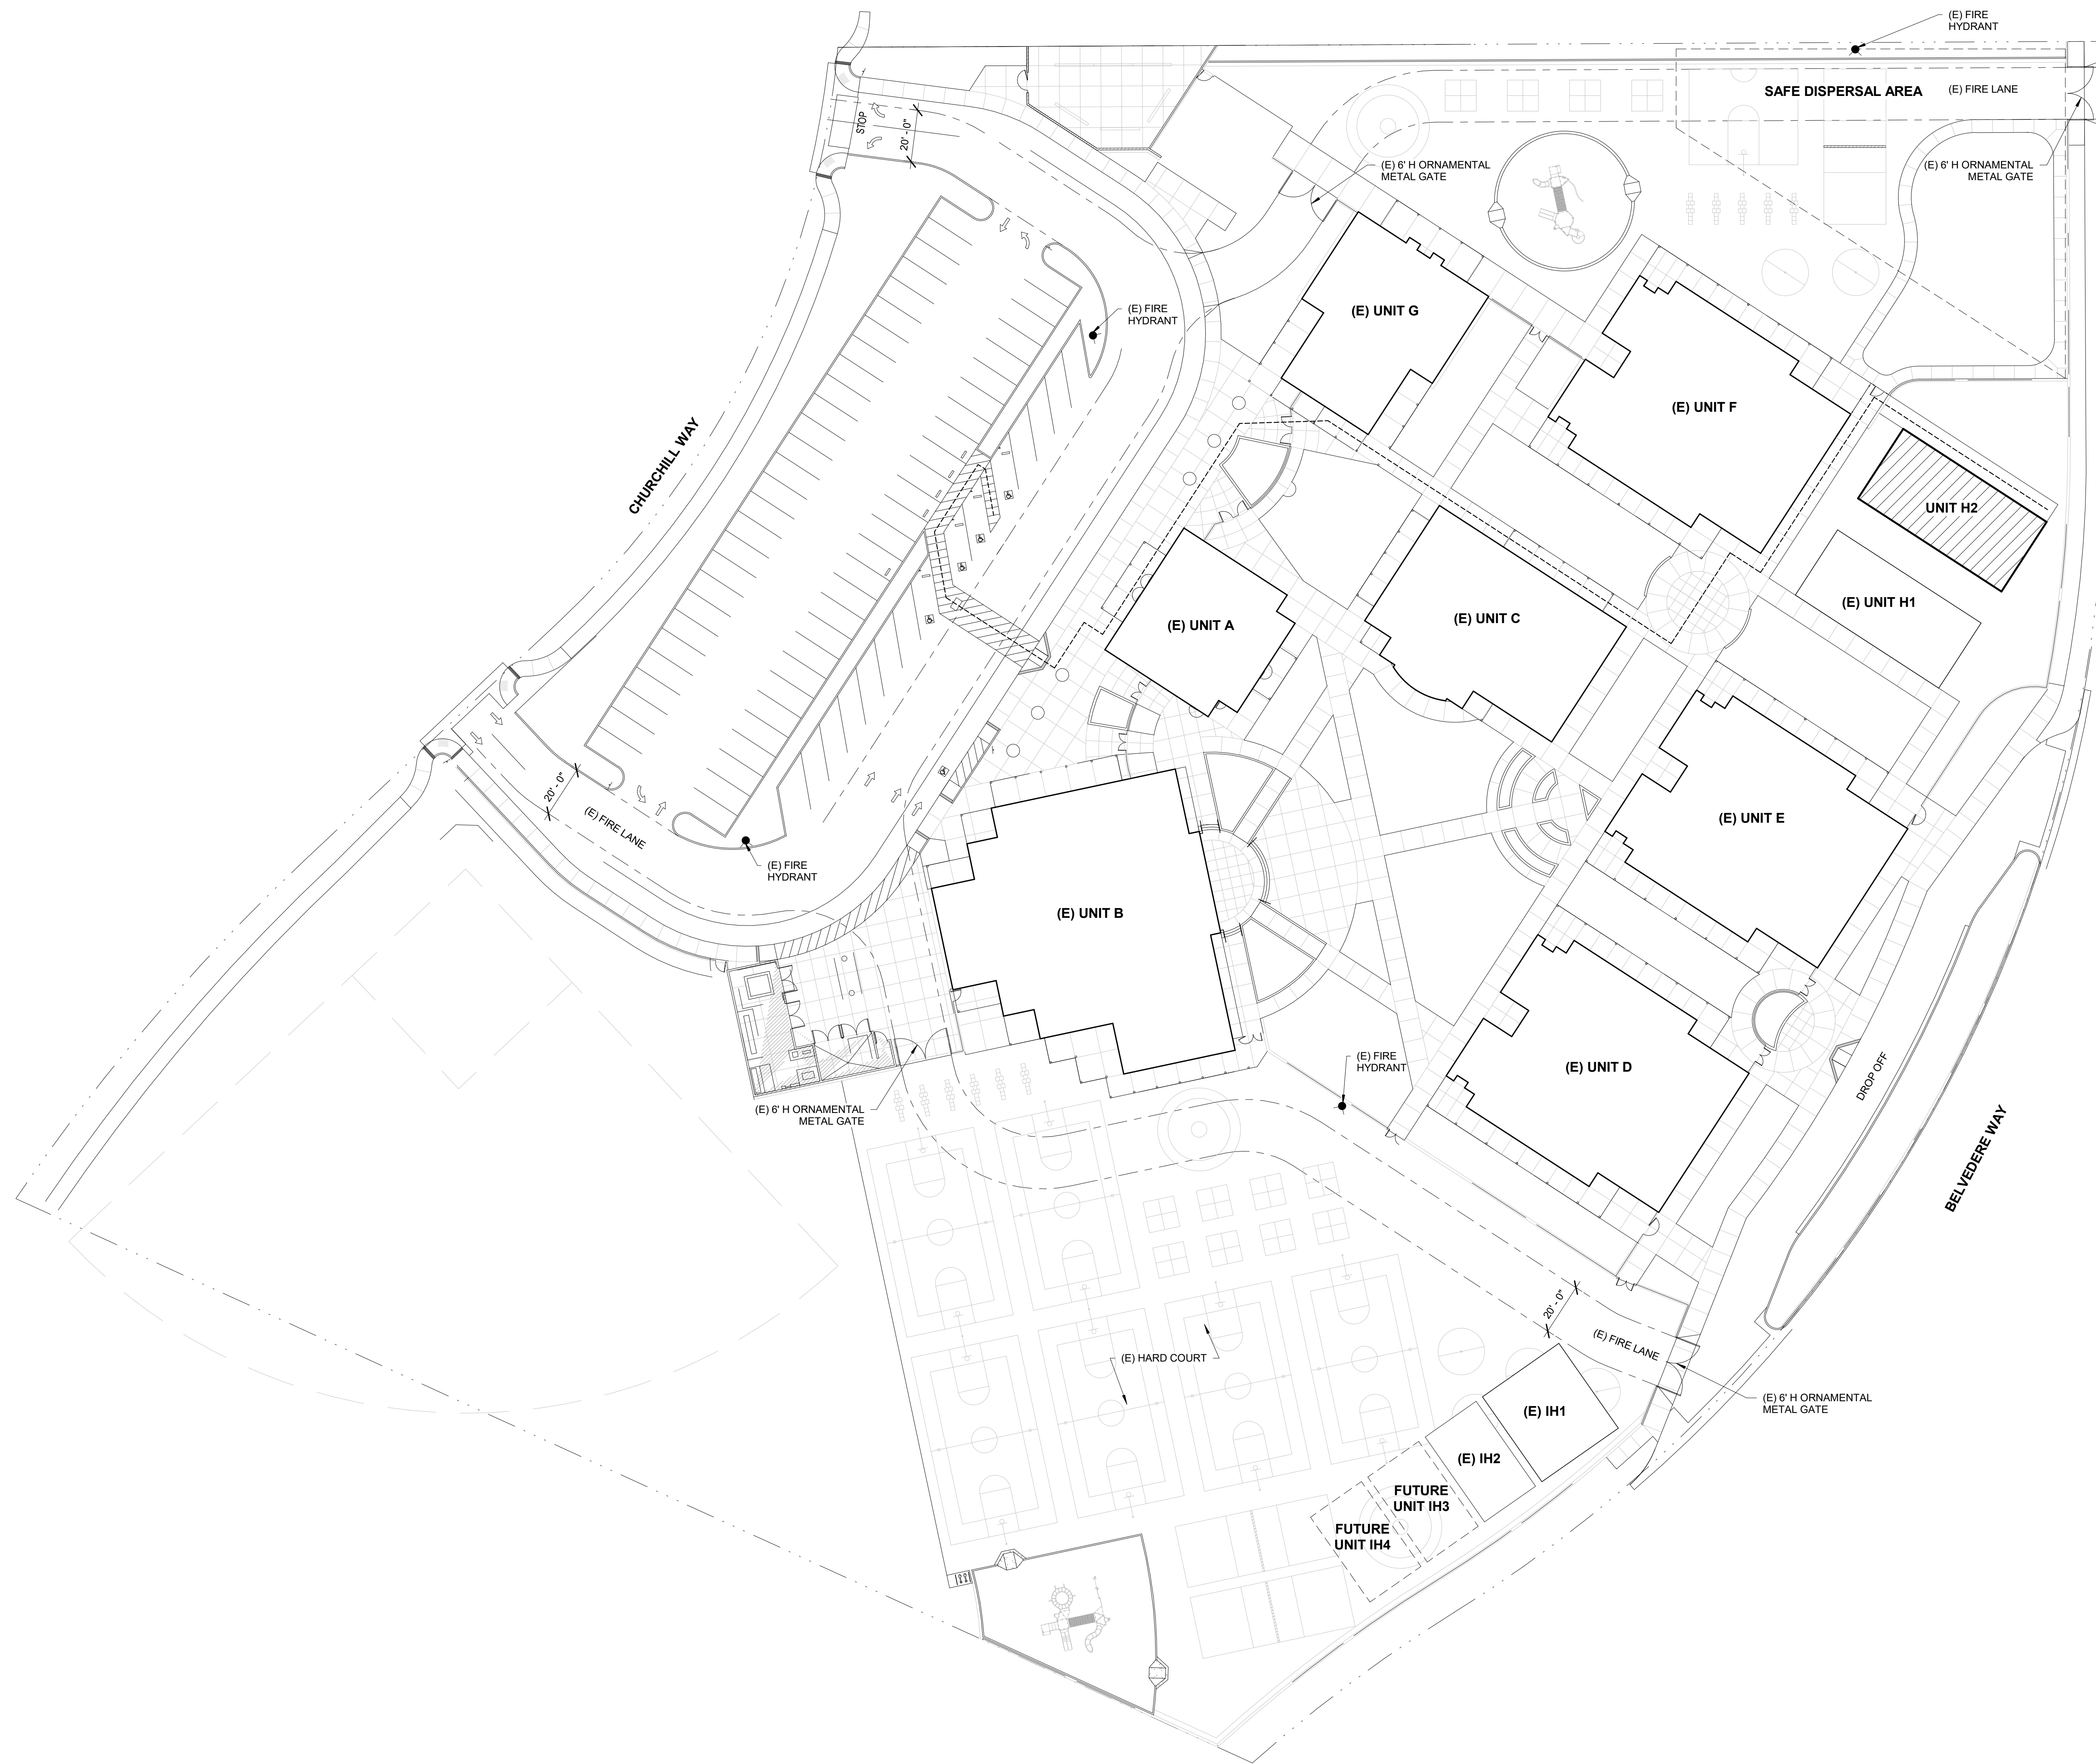 (E) FIRE
HYDRANT
SAFE DISPERSAL AREA
(E) FIRE LANE
STOP
20' - 0"
(E) 6' H ORNAMENTAL
METAL GATE
(E) 6' H ORNAMENTAL
METAL GATE
(E) FIRE
HYDRANT
(E) UNIT G
(E) UNIT F
CHURCHILL WAY
UNIT H2
(E) UNIT H1
(E) UNIT A
(E) UNIT C
20' - 0"
(E) FIRE LANE
(E) FIRE
HYDRANT
(E) UNIT E
(E) UNIT B
(E) FIRE
HYDRANT
(E) UNIT D
DROP OFF
BELVEDERE WAY
(E) 6' H ORNAMENTAL
METAL GATE
20' - 0"
(E) FIRE LANE
(E) HARD COURT
(E) 6' H ORNAMENTAL
METAL GATE
(E) IH1
(E) IH2
FUTURE
UNIT IH3
FUTURE
UNIT IH4